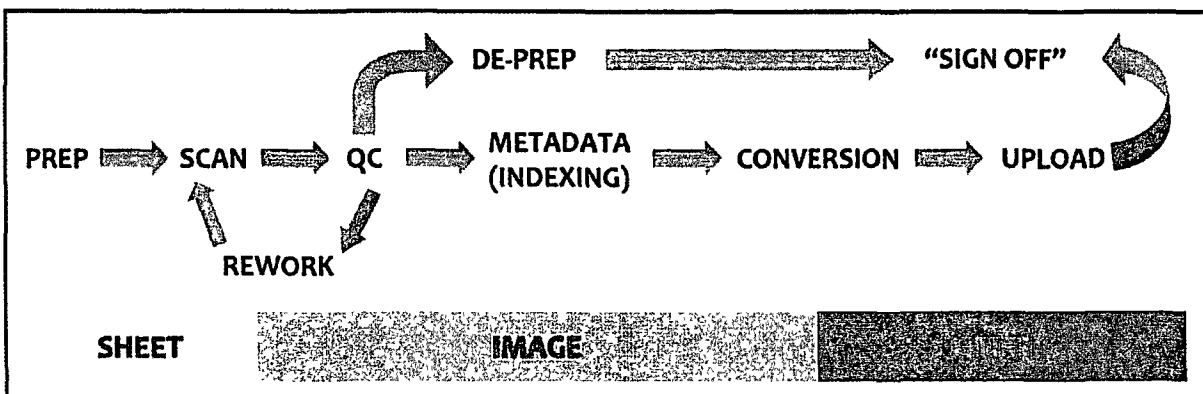 DE-PREP
“SIGN OFF”
PREP
SCAN
QC
METADATA
(INDEXING)
CONVERSION
UPLOAD
REWORK
SHEET
IMAGE